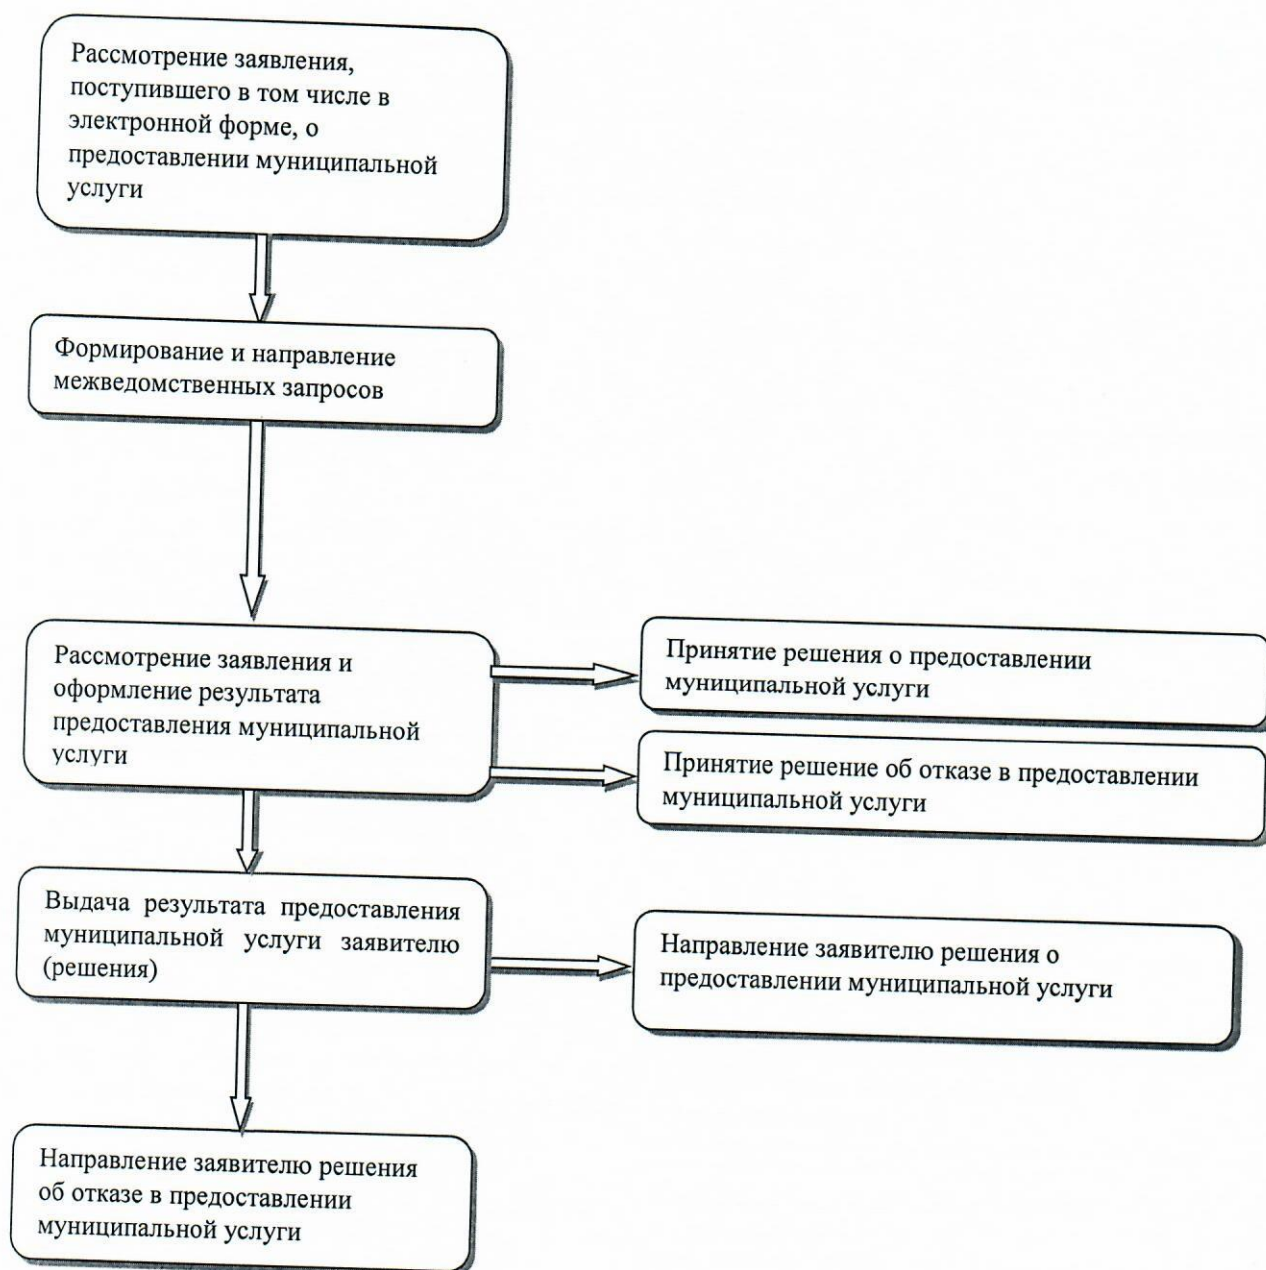 Рассмотрение заявления,
поступившего в том числе в
электронной форме, о
предоставлении муниципальной
услуги
Формирование и направление
межведомственных запросов
Рассмотрение заявления и
оформление результата
предоставления муниципальной
услуги
Принятие решения о предоставлении
муниципальной услуги
Принятие решение об отказе в предоставлении
муниципальной услуги
Выдача результата предоставления
муниципальной услуги заявителю
(решения)
Направление заявителю решения о
предоставлении муниципальной услуги
Направление заявителю решения
об отказе в предоставлении
муниципальной услуги